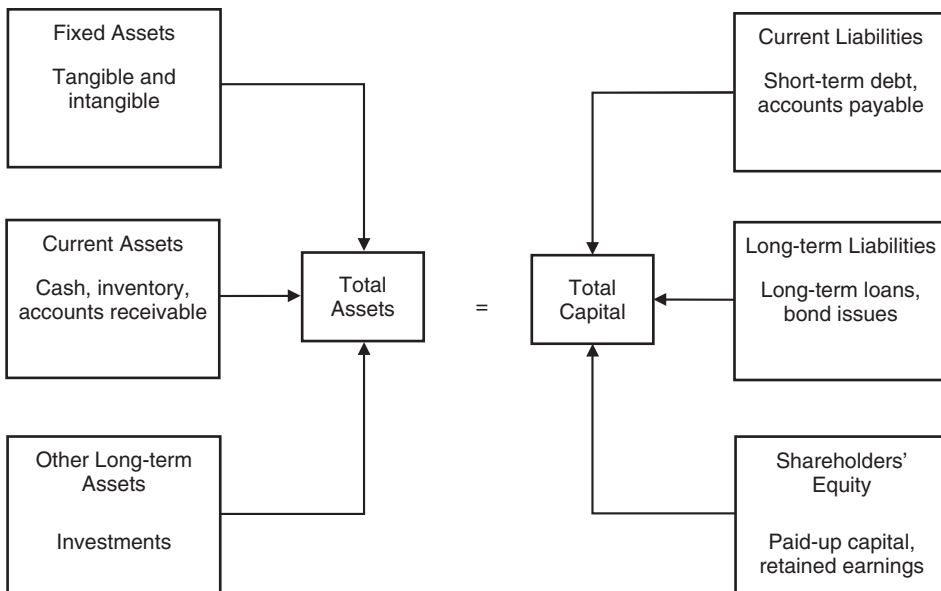 Fixed Assets
Tangible and
intangible
Current Assets
Cash, inventory,
accounts receivable
Other Long-term
Assets
Investments
Total
Assets
=
Total
Capital
Current Liabilities
Short-term debt,
accounts payable
Long-term Liabilities
Long-term loans,
bond issues
Shareholders'
Equity
Paid-up capital,
retained earnings